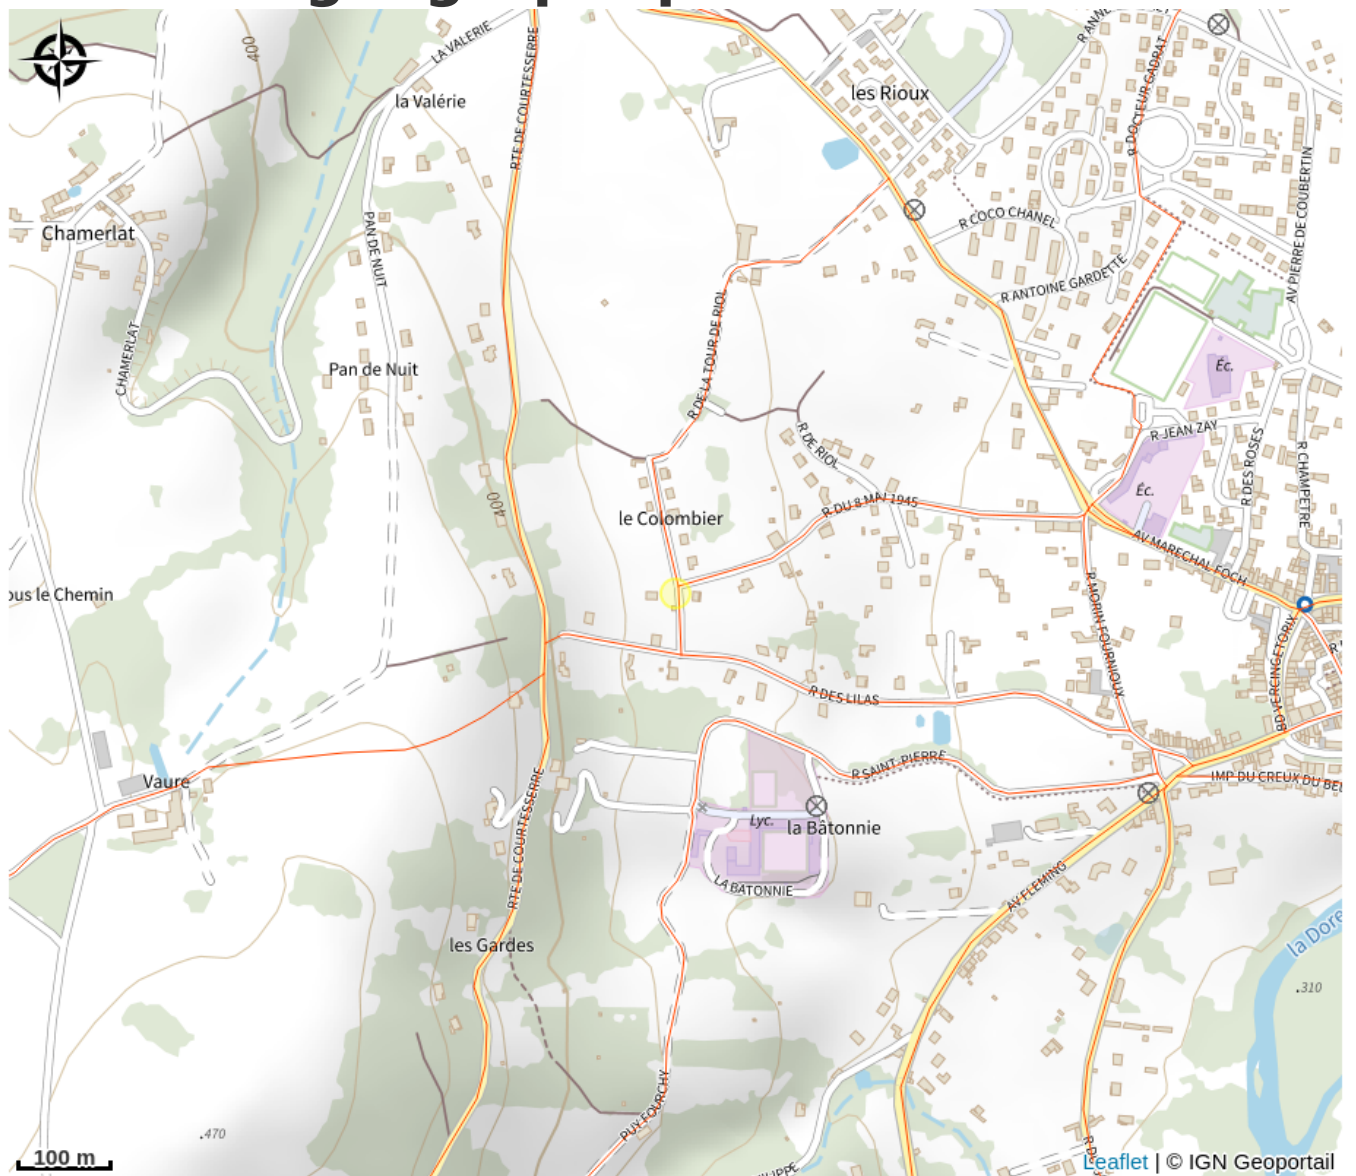 LA VALERIE
400
RTE DE COURTESSERRE
la Valérie
les Rioux
R DOCTEUR GADRAT
AV PIERRE DE COUBERTIN
Chamerlat
PAN DE NUIT
R COCO CHANEL
R ANTOINE GARDETTE
CHAMERLAT
Pan de Nuit
R DE LA TOUR DE RIOL
Éc.
R DE RIOL
R JEAN ZAY
R DES ROSES
R CHAMPETRE
400
Éc.
le Colombier
R DU 8 MAI 1945
AV MARECHAL FOCH
ous le Chemin
R MORIN FOURNIOUX
BD VERCINGETORIX
R DES LILAS
Vaure
R SAINT-PIERRE
IMP DU CREUX DU BEL
RTE DE COURTESSERRE
Lyc.
la Bâtonnie
LA BATONNIE
AV FLEMING
les Gardes
la Dore
.310
PUY FOURCHY
.470
100 m
ILIPPE
R DU
Leaflet | © IGN Geoportail